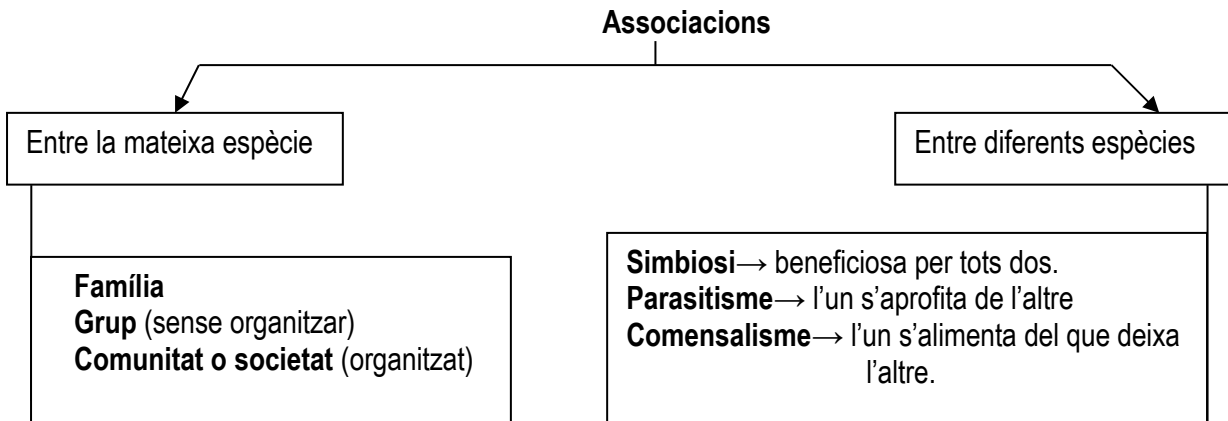 Associacions
Entre la mateixa espècie
Entre diferents espècies
Família
Grup (sense organitzar)
Comunitat o societat (organitzat)
Simbiosi→ beneficiosa per tots dos.
Parasitisme→ l’un s’aprofita de l’altre
Comensalisme→ l’un s’alimenta del que deixa
l’altre.